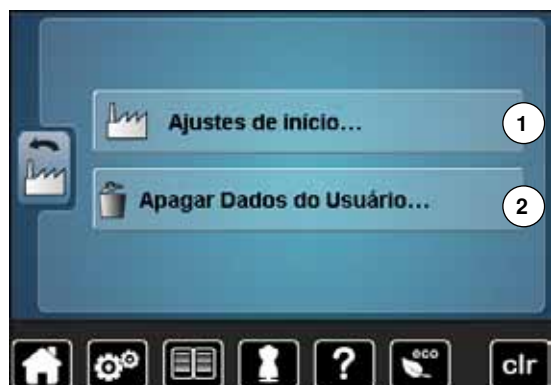 Ajustes de início...
1
Apagar Dados do Usuário...
2
?
eco
clr